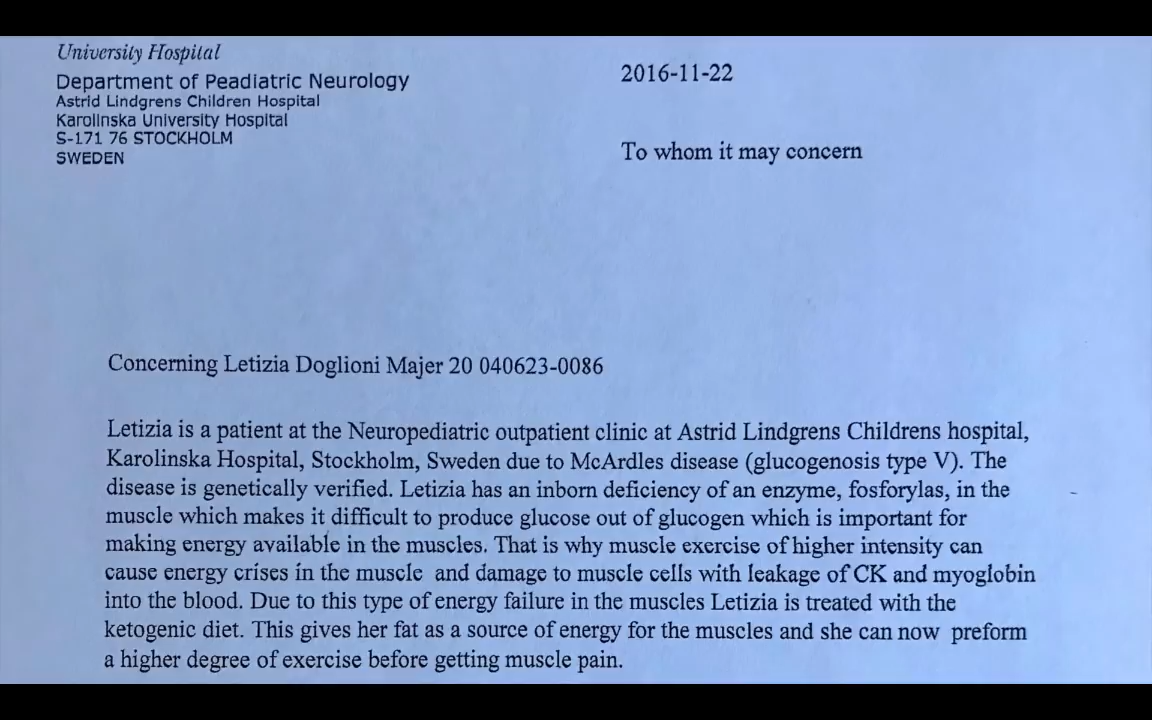 University Hospital
Department of Peadiatric Neurology
Astrid Lindgrens Children Hospital
Karolinska University Hospital
S-171 76 STOCKHOLM
SWEDEN
2016-11-22
To whom it may concern
Concerning Letizia Doglioni Majer 20 040623-0086
Letizia is a patient at the Neuropediatric outpatient clinic at Astrid Lindgrens Childrens hospital,
Karolinska Hospital, Stockholm, Sweden due to McArdles disease (glucogenosis type V). The
disease is genetically verified. Letizia has an inborn deficiency of an enzyme, fosforylas, in the
muscle which makes it difficult to produce glucose out of glucogen which is important for
making energy available in the muscles. That is why muscle exercise of higher intensity can
cause energy crises in the muscle and damage to muscle cells with leakage of CK and myoglobin
into the blood. Due to this type of energy failure in the muscles Letizia is treated with the
ketogenic diet. This gives her fat as a source of energy for the muscles and she can now preform
a higher degree of exercise before getting muscle pain.